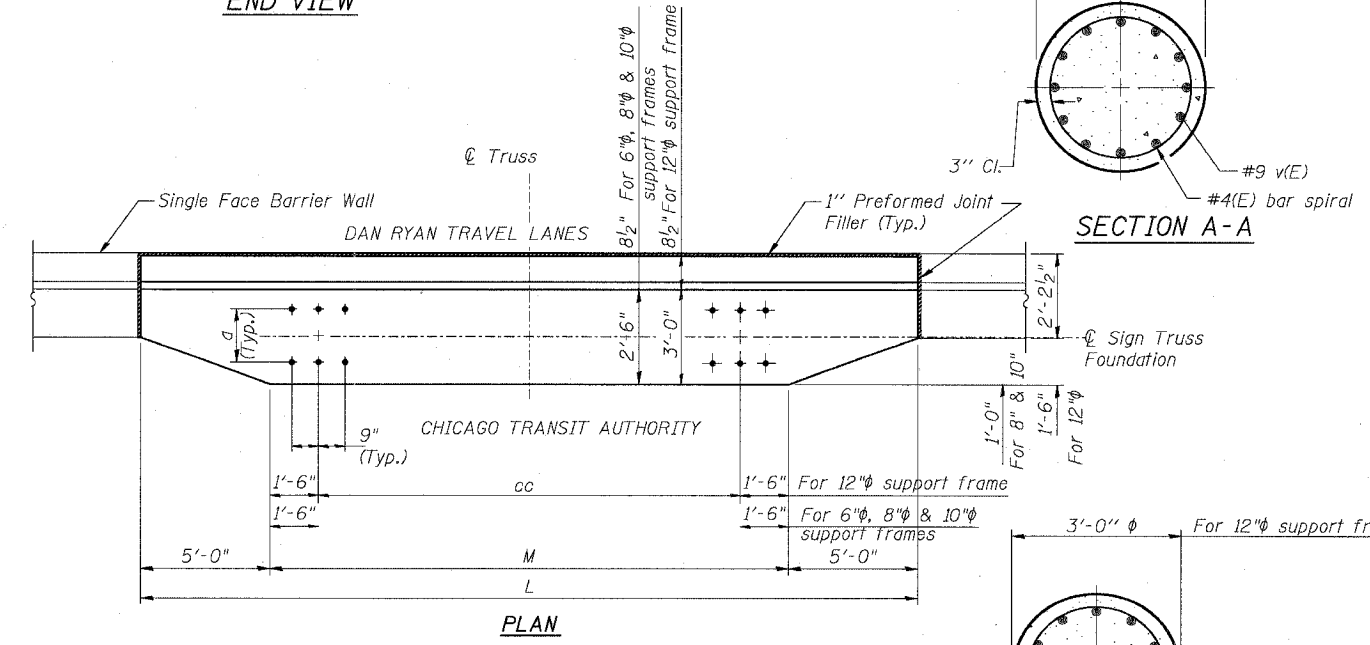 END VIEW
8½" For 6"φ, 8"φ & 10"φ
support frames
8½" For 12"φ support frame
℄ Truss
3" Cl.
#9 v(E)
#4(E) bar spiral
SECTION A-A
Single Face Barrier Wall
1" Preformed Joint
Filler (Typ.)
DAN RYAN TRAVEL LANES
a
(Typ.)
2'-6"
3'-0"
2'-2½"
℄ Sign Truss
Foundation
1'-0"
For 8" & 10"
1'-6"
For 12"φ
CHICAGO TRANSIT AUTHORITY
9"
(Typ.)
1'-6"
cc
1'-6" For 12"φ support frame
1'-6"
1'-6" For 6"φ, 8"φ & 10"φ
support frames
3'-0" φ
For 12"φ support fr
5'-0"
M
5'-0"
L
PLAN